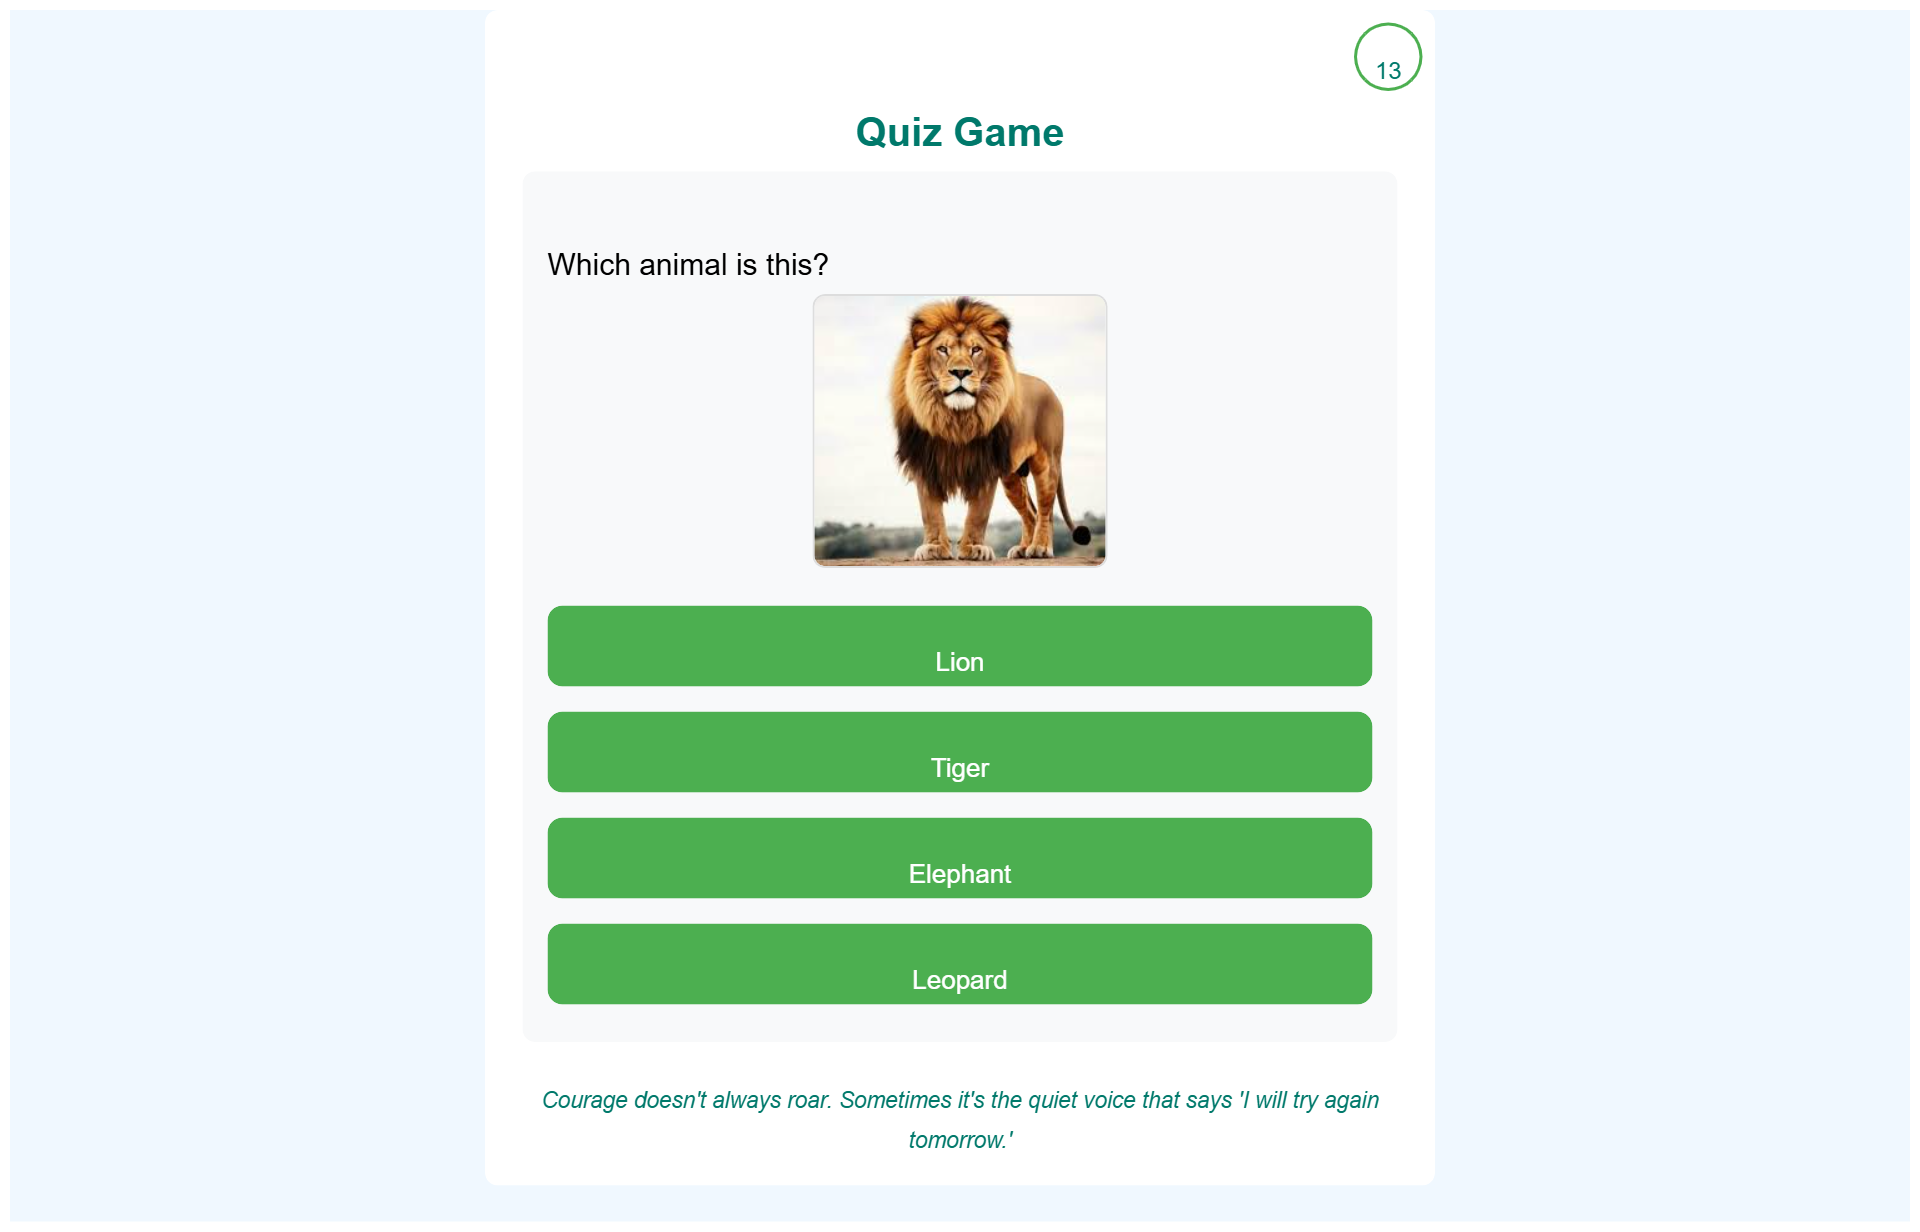 13
Quiz Game
Which animal is this?
Lion
Tiger
Elephant
Leopard
Courage doesn't always roar. Sometimes it's the quiet voice that says 'I will try again
tomorrow.'